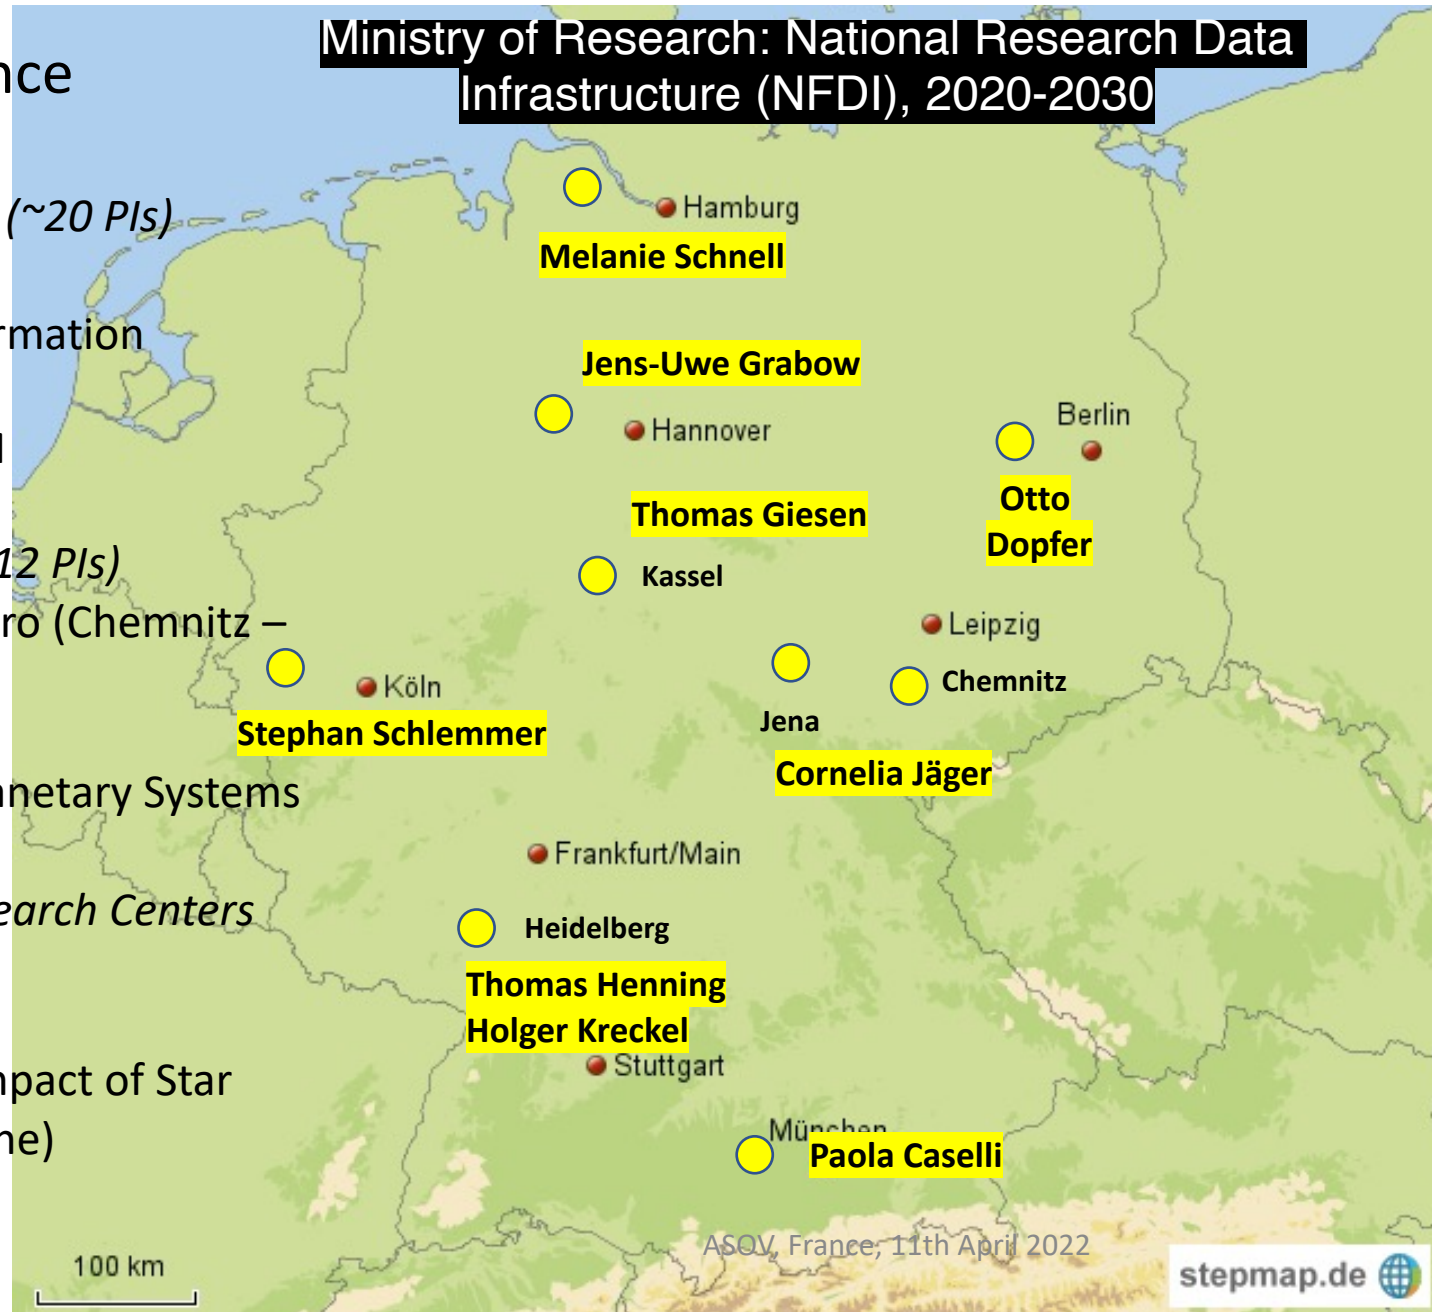 Ministry of Research: National Research Data
Infrastructure (NFDI), 2020-2030
nce
(~20 PIs)
Hamburg
Melanie Schnell
rmation
Jens-Uwe Grabow
Berlin
Hannover
Otto
Dopfer
Thomas Giesen
12 PIs)
Kassel
ro (Chemnitz –
Leipzig
Köln
Chemnitz
Jena
Stephan Schlemmer
Cornelia Jäger
anetary Systems
Frankfurt/Main
earch Centers
Heidelberg
Thomas Henning
Holger Kreckel
Stuttgart
mpact of Star
ne)
München
Paola Caselli
ASOV, France, 11th April 2022
100 km
stepmap.de